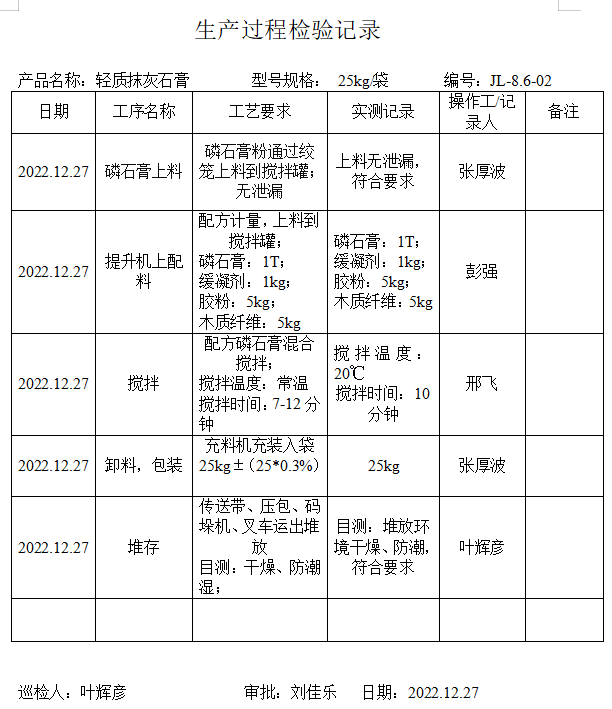 生产过程检验记录
产品名称：轻质抹灰石膏 型号规格： 25kg/袋 编号：JL-8.6-02
日期 工序名称 工艺要求 实测记录 操作工/记
录人 备注
2022.12.27 磷石膏上料 磷石膏粉通过绞
笼上料到搅拌罐；
无泄漏 上料无泄漏，
符合要求 张厚波
2022.12.27 提升机上配
料 配方计量，上料到
搅拌罐；
磷石膏：1T；
缓凝剂：1kg；
胶粉：5kg；
木质纤维：5kg 磷石膏：1T；
缓凝剂：1kg；
胶粉：5kg；
木质纤维：5kg 彭强
2022.12.27 搅拌 配方磷石膏混合
搅拌；
搅拌温度：常温
搅拌时间：7-12分
钟 搅拌温度：
20℃
搅拌时间：10
分钟 邢飞
2022.12.27 卸料，包装 充料机充装入袋
25kg±（25*0.3%） 25kg 张厚波
2022.12.27 堆存 传送带、压包、码
垛机、叉车运出堆
放
目测：干燥、防潮
湿； 目测：堆放环
境干燥、防潮，
符合要求 叶辉彦
巡检人：叶辉彦 审批：刘佳乐 日期：2022.12.27